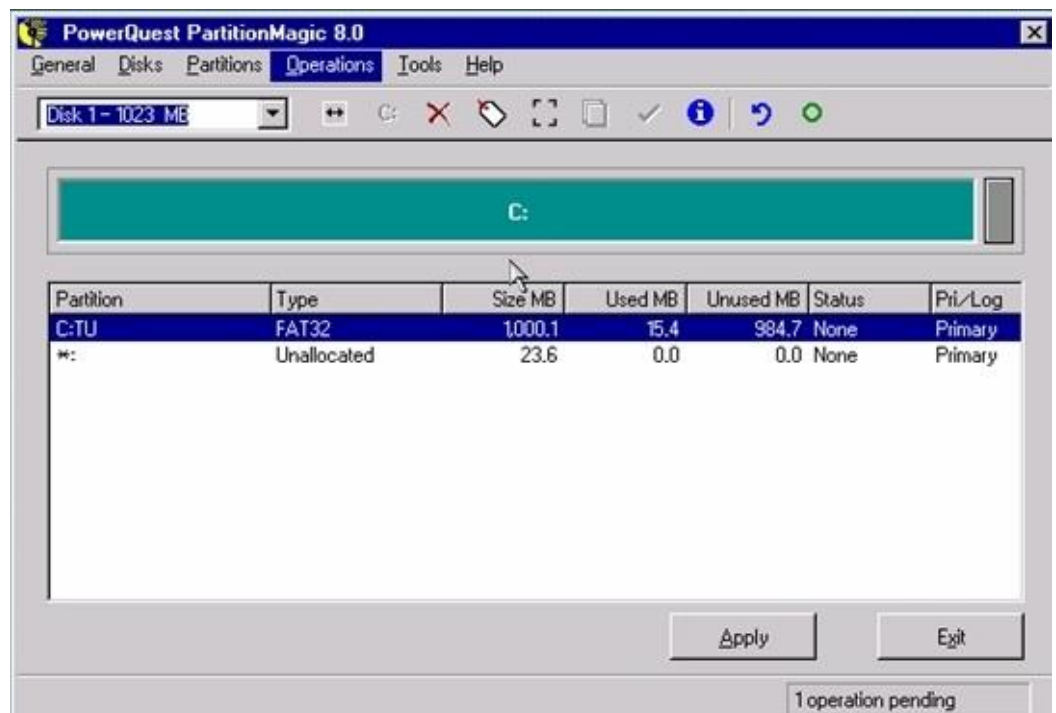 PowerQuest PartitionMagic 8.0
General Disks Partitions Operations Tools Help
Disk 1 - 1023 MB C:
C:
Partition Type Size MB Used MB Unused MB Status Pri/Log
C:TU FAT32 1,000.1 15.4 984.7 None Primary
*: Unallocated 23.6 0.0 0.0 None Primary
Apply Exit
1 operation pending